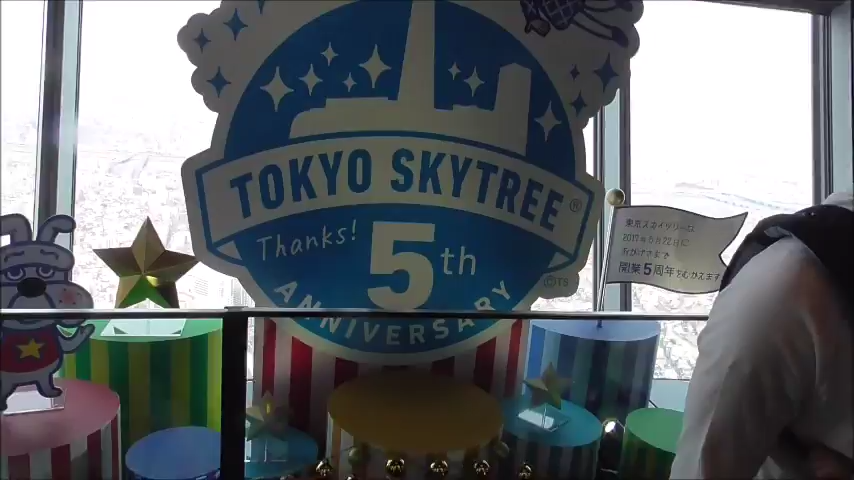 TOKYO SKYTREE®
Thanks! 5th
©TS
ANNIVERSARY
東京スカイツリーは
2017年5月22日に
おかげさまで
開業5周年をむかえます